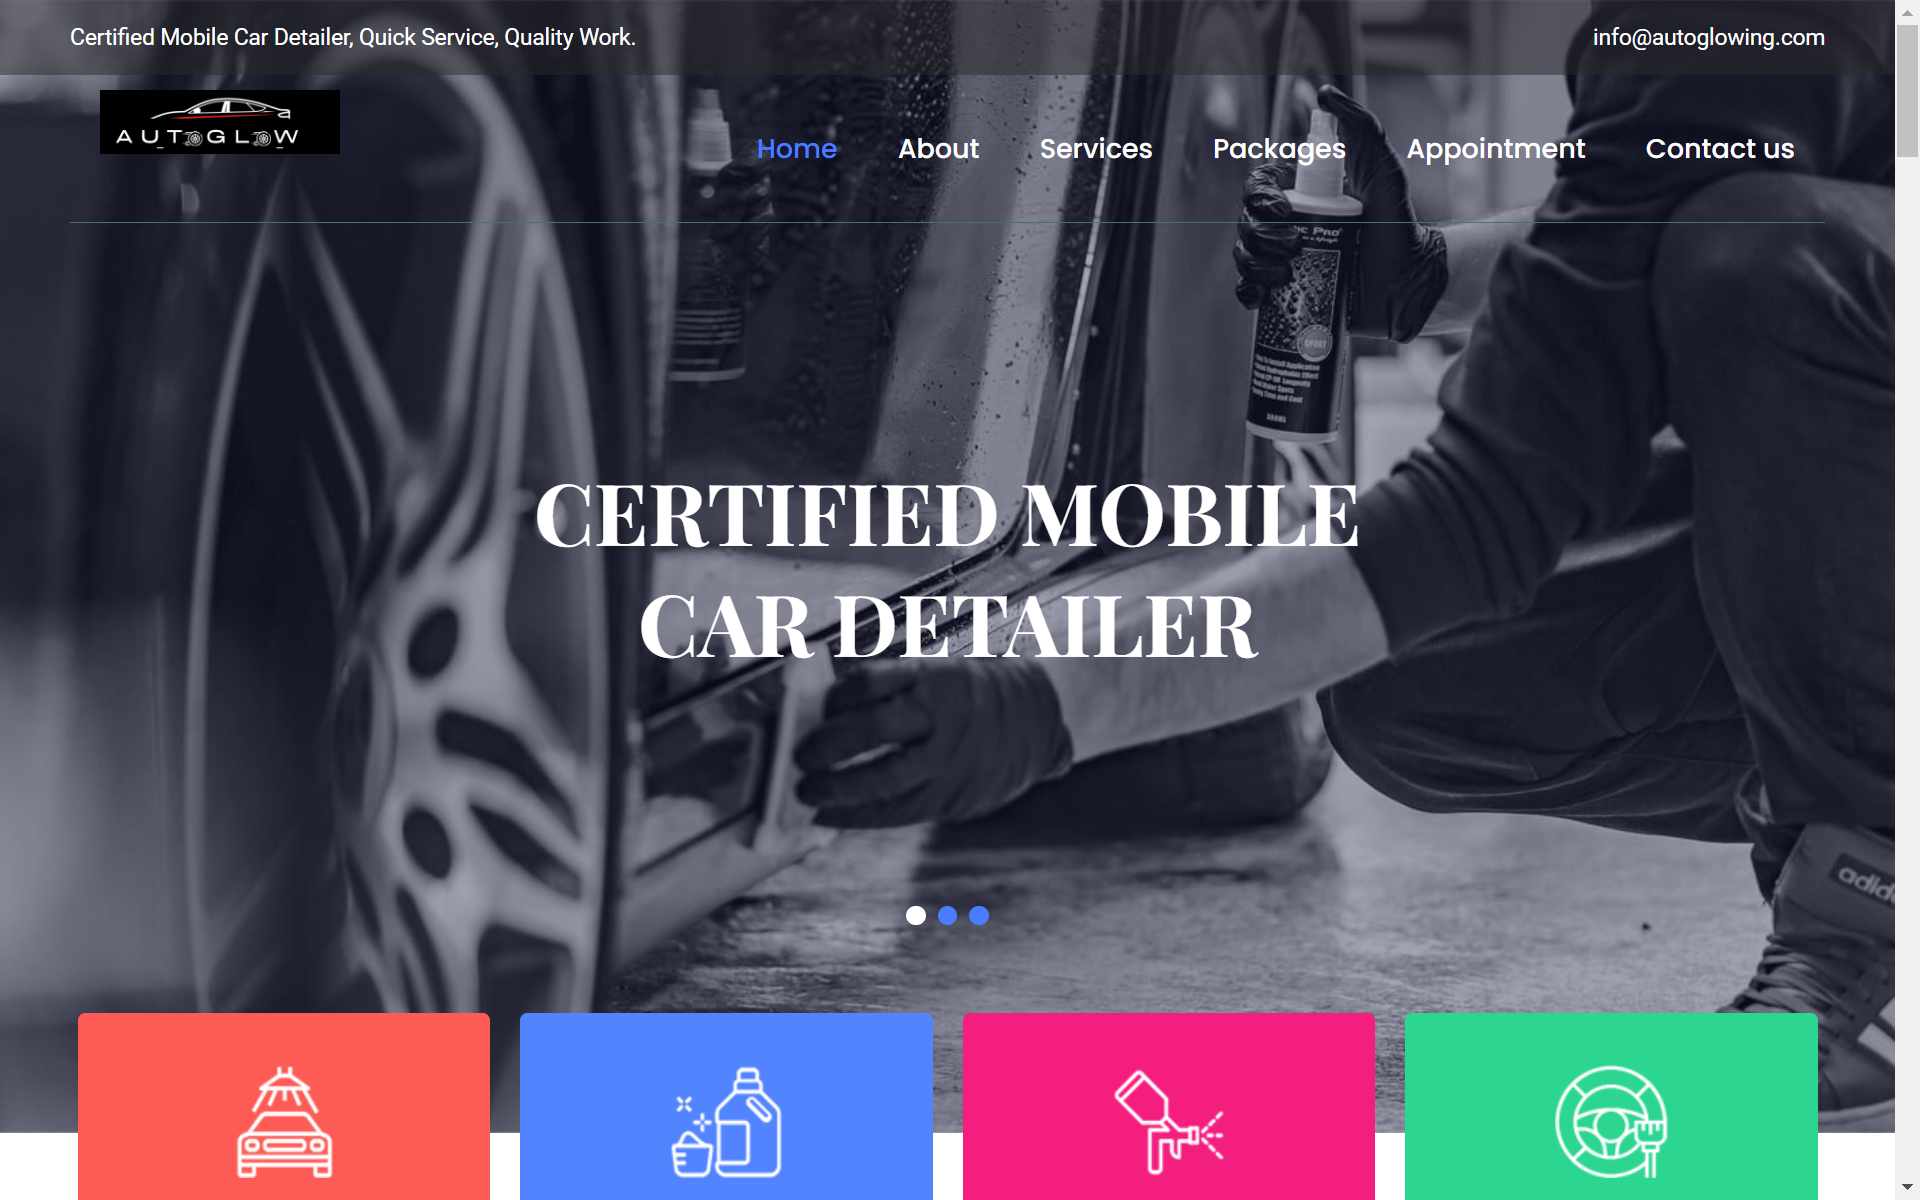 Certified Mobile Car Detailer, Quick Service, Quality Work.
info@autoglowing.com
AUTOGLOW
Home
About
Services
Packages
Appointment
Contact us
CERTIFIED MOBILE
CAR DETAILER